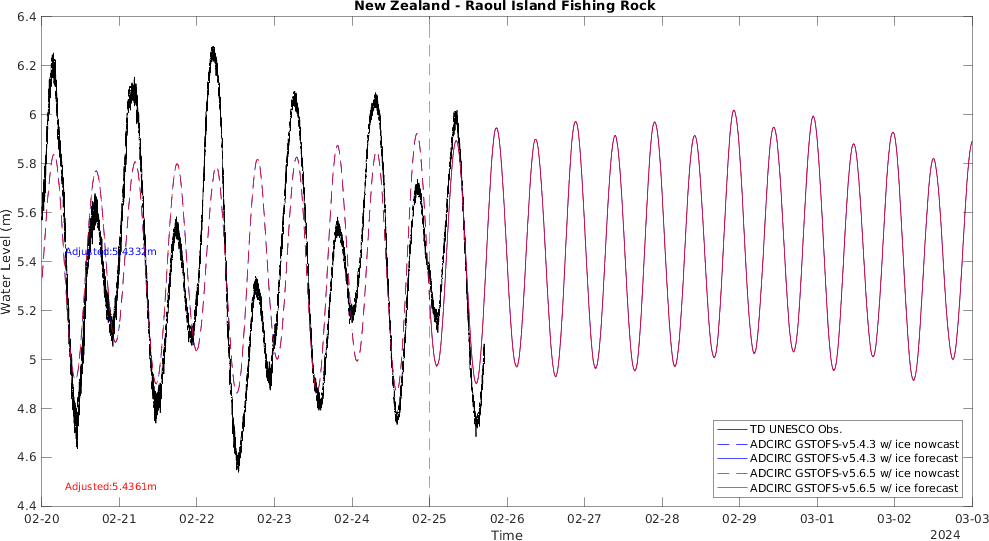 New Zealand - Raoul Island Fishing Rock
6.4
6.2
6
5.8
5.6
5.4
5.2
5
4.8
4.6
4.4
Water Level (m)
Adjusted:5.4332m
Adjusted:5.4361m
TD UNESCO Obs.
ADCIRC GSTOFS-v5.4.3 w/ ice nowcast
ADCIRC GSTOFS-v5.4.3 w/ ice forecast
ADCIRC GSTOFS-v5.6.5 w/ ice nowcast
ADCIRC GSTOFS-v5.6.5 w/ ice forecast
02-20 02-21 02-22 02-23 02-24 02-25 02-26 02-27 02-28 02-29 03-01 03-02 03-03
Time
2024